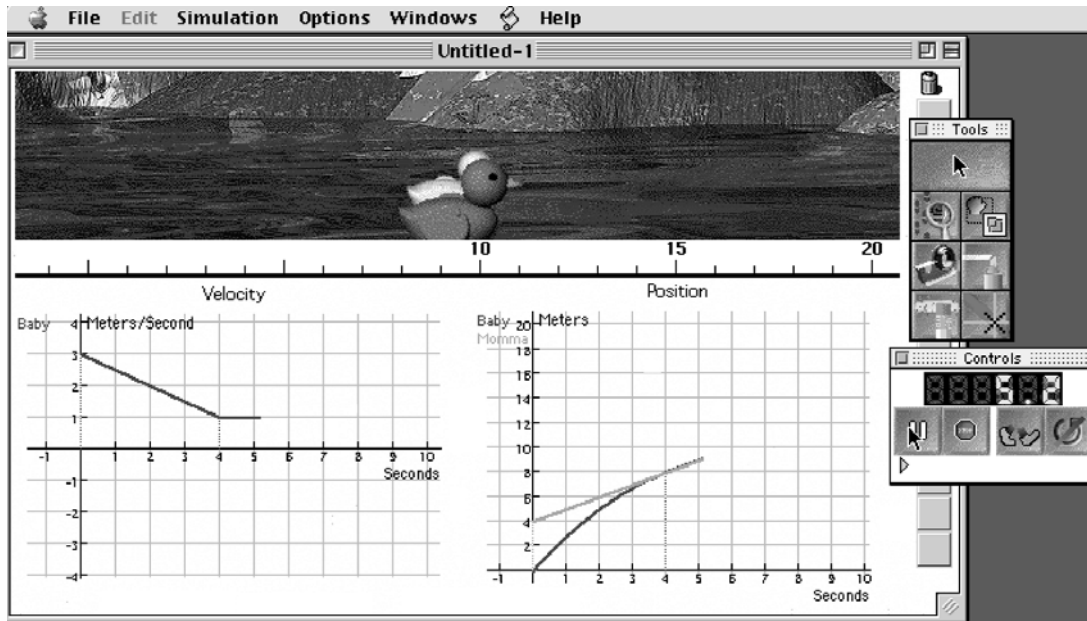 File Edit Simulation Options Windows Help
Untitled-1
Tools
10 15 20
Velocity
Position
Baby
Meters/Second
4
3
2
1
-1 1 2 3 4 5 6 7 8 9 10
Seconds
-1
-2
-3
-4
Baby
Momma
Meters
20
18
16
14
12
10
8
6
4
2
-1 1 2 3 4 5 6 7 8 9 10
Seconds
Controls